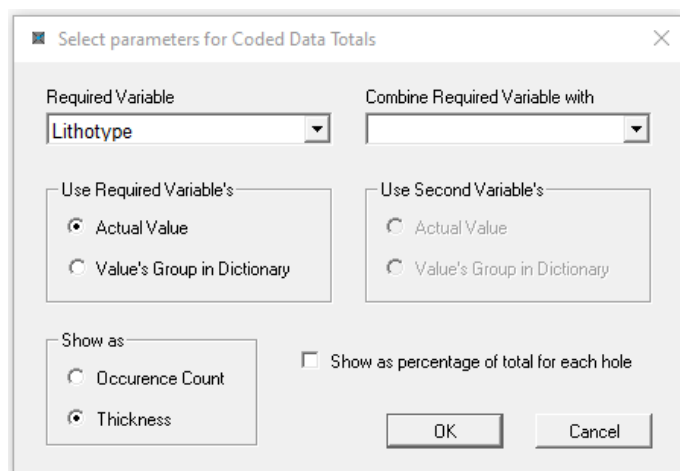 Select parameters for Coded Data Totals
Required Variable
Combine Required Variable with
Lithotype
Use Required Variable's
Use Second Variable's
Actual Value
Actual Value
Value's Group in Dictionary
Value's Group in Dictionary
Show as
Show as percentage of total for each hole
Occurence Count
Thickness
OK
Cancel